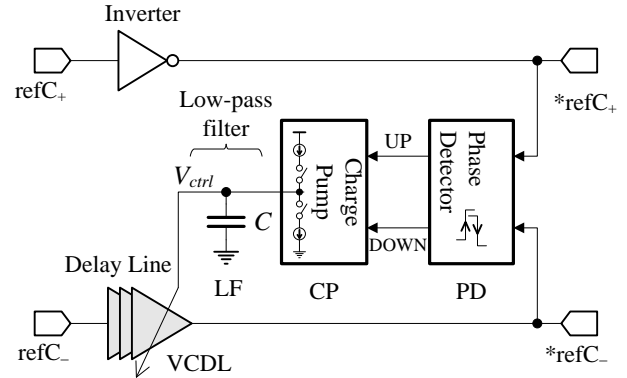 Inverter
refC+
*refC+
Low-pass
filter
Vctrl
C
LF
Charge
Pump
CP
UP
DOWN
Phase
Detector
PD
Delay Line
refC−
VCDL
*refC−